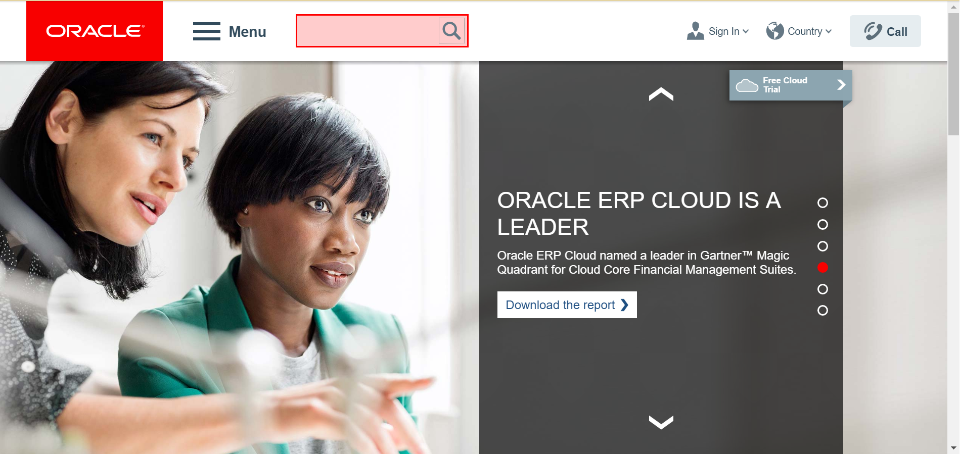 ORACLE®
Menu
Sign In
Country
Call
Free Cloud
Trial
ORACLE ERP CLOUD IS A
LEADER
Oracle ERP Cloud named a leader in Gartner™ Magic
Quadrant for Cloud Core Financial Management Suites.
Download the report